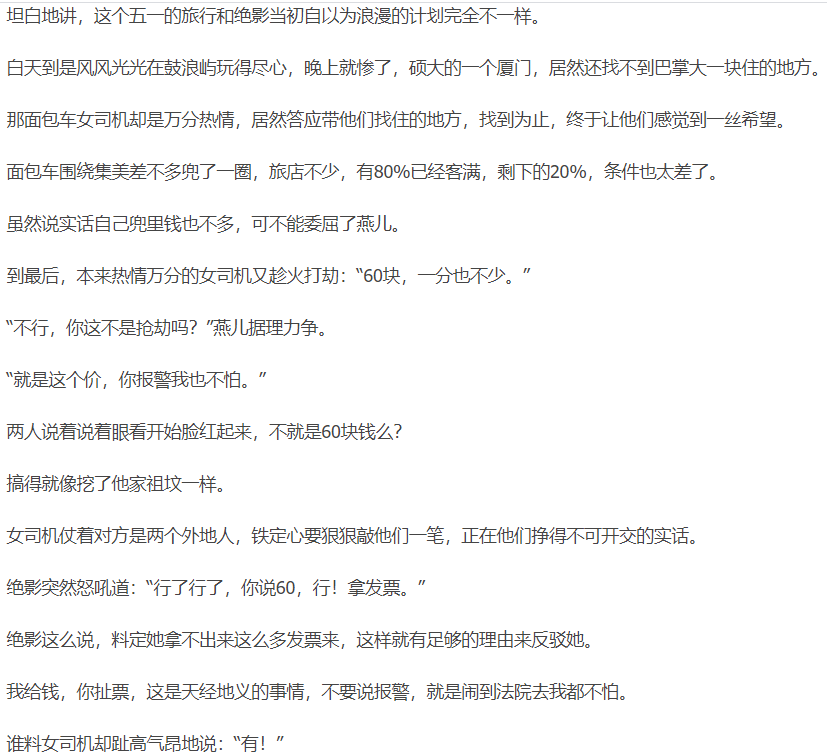 坦白地讲，这个五一的旅行和绝影当初自以为浪漫的计划完全不一样。
白天到是风风光光在鼓浪屿玩得尽心，晚上就惨了，硕大的一个厦门，居然还找不到巴掌大一块住的地方。
那面包车女司机却是万分热情，居然答应带他们找住的地方，找到为止，终于让他们感觉到一丝希望。
面包车围绕集美差不多兜了一圈，旅店不少，有80%已经客满，剩下的20%，条件也太差了。
虽然说实话自己兜里钱也不多，可不能委屈了燕儿。
到最后，本来热情万分的女司机又趁火打劫：“60块，一分也不少。”
“不行，你这不是抢劫吗？”燕儿据理力争。
“就是这个价，你报警我也不怕。”
两人说着说着眼看开始脸红起来，不就是60块钱么？
搞得就像挖了他家祖坟一样。
女司机仗着对方是两个外地人，铁定心要狠狠敲他们一笔，正在他们挣得不可开交的实话。
绝影突然怒吼道：“行了行了，你说60，行！拿发票。”
绝影这么说，料定她拿不出来这么多发票来，这样就有足够的理由来反驳她。
我给钱，你扯票，这是天经地义的事情，不要说报警，就是闹到法院去我都不怕。
谁料女司机却趾高气昂地说：“有！”